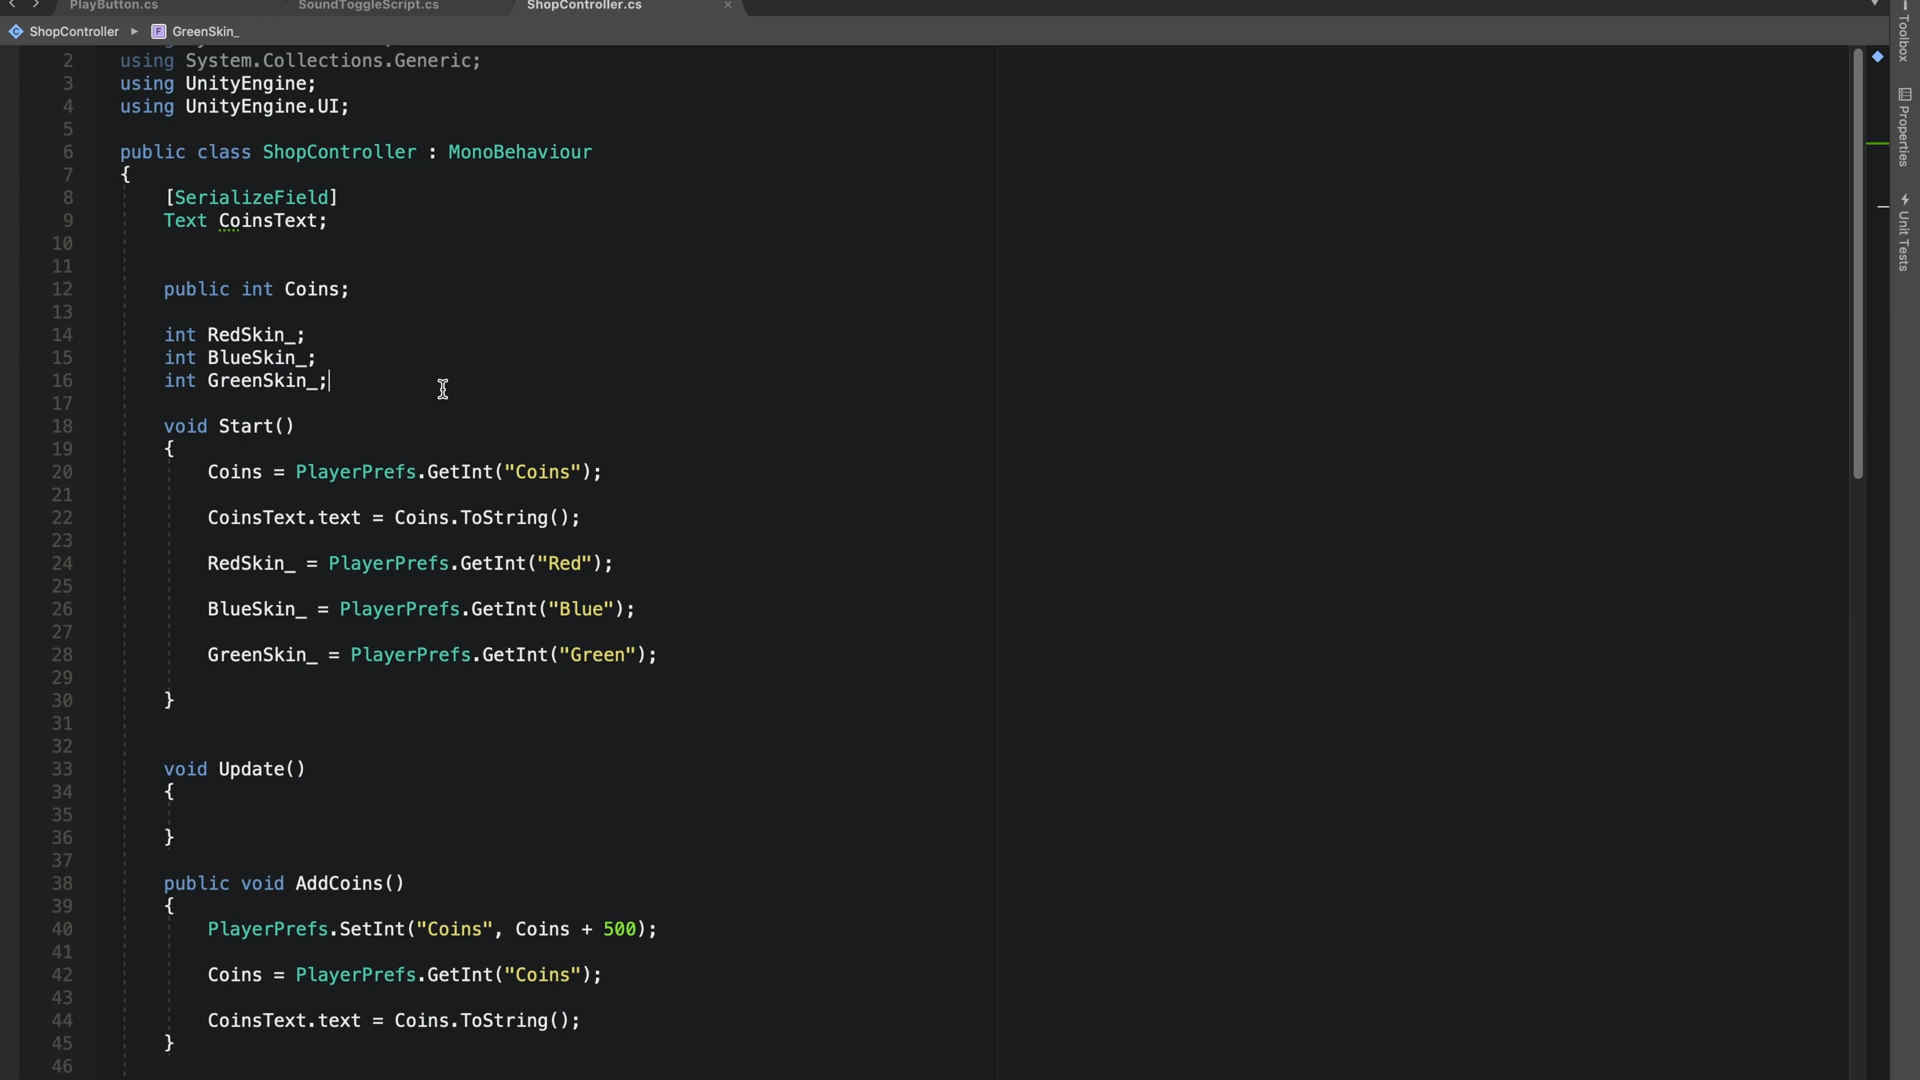 PlayButton.cs
SoundToggleScript.cs
ShopController.cs
ShopController
F GreenSkin_
Toolbox
Properties
Unit Tests
2 using System.Collections.Generic;
3 using UnityEngine;
4 using UnityEngine.UI;
5
6 public class ShopController : MonoBehaviour
7 {
8 [SerializeField]
9 Text CoinsText;
10
11
12 public int Coins;
13
14 int RedSkin_;
15 int BlueSkin_;
16 int GreenSkin_;
17
18 void Start()
19 {
20 Coins = PlayerPrefs.GetInt("Coins");
21
22 CoinsText.text = Coins.ToString();
23
24 RedSkin_ = PlayerPrefs.GetInt("Red");
25
26 BlueSkin_ = PlayerPrefs.GetInt("Blue");
27
28 GreenSkin_ = PlayerPrefs.GetInt("Green");
29
30 }
31
32
33 void Update()
34 {
35
36 }
37
38 public void AddCoins()
39 {
40 PlayerPrefs.SetInt("Coins", Coins + 500);
41
42 Coins = PlayerPrefs.GetInt("Coins");
43
44 CoinsText.text = Coins.ToString();
45 }
46